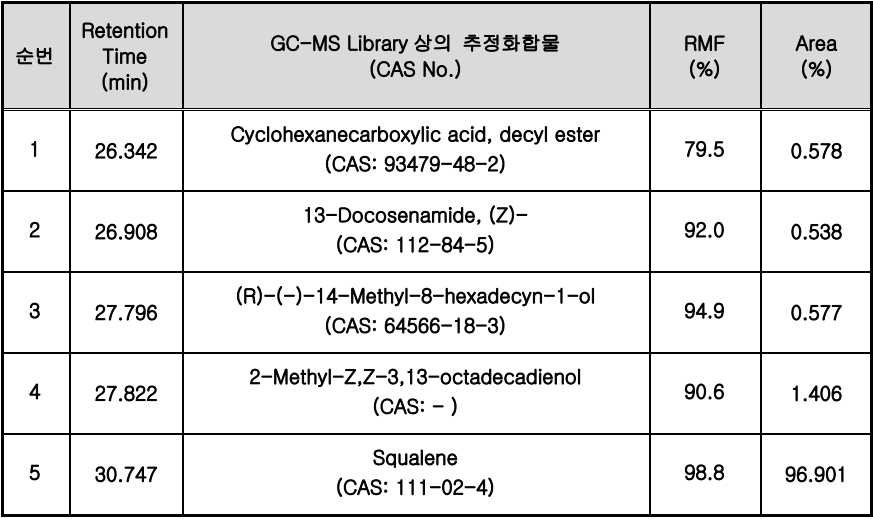 순번
Retention
Time
(min)
GC-MS Library 상의 추정화합물
(CAS No.)
RMF
(%)
Area
(%)
1
26.342
Cyclohexanecarboxylic acid, decyl ester
(CAS: 93479-48-2)
79.5
0.578
2
26.908
13-Docosenamide, (Z)-
(CAS: 112-84-5)
92.0
0.538
3
27.796
(R)-(-)-14-Methyl-8-hexadecyn-1-ol
(CAS: 64566-18-3)
94.9
0.577
4
27.822
2-Methyl-Z,Z-3,13-octadecadienol
(CAS: - )
90.6
1.406
5
30.747
Squalene
(CAS: 111-02-4)
98.8
96.901